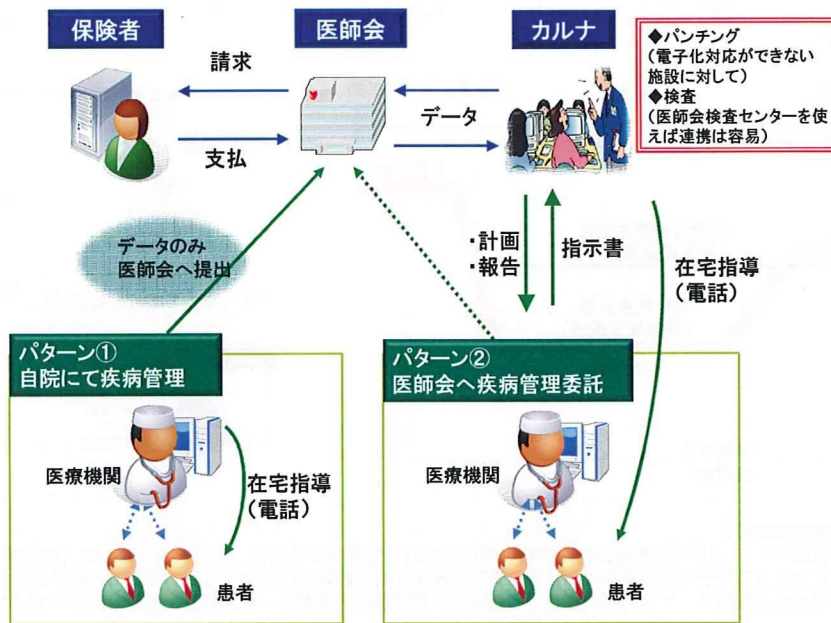 保険者
医師会
カルナ
◆パンチング
(電子化対応ができない
施設に対して)
◆検査
(医師会検査センターを使
えば連携は容易)
請求
支払
データ
データのみ
医師会へ提出
・計画
・報告
指示書
在宅指導
(電話)
パターン①
自院にて疾病管理
医療機関
在宅指導
(電話)
患者
パターン②
医師会へ疾病管理委託
医療機関
患者